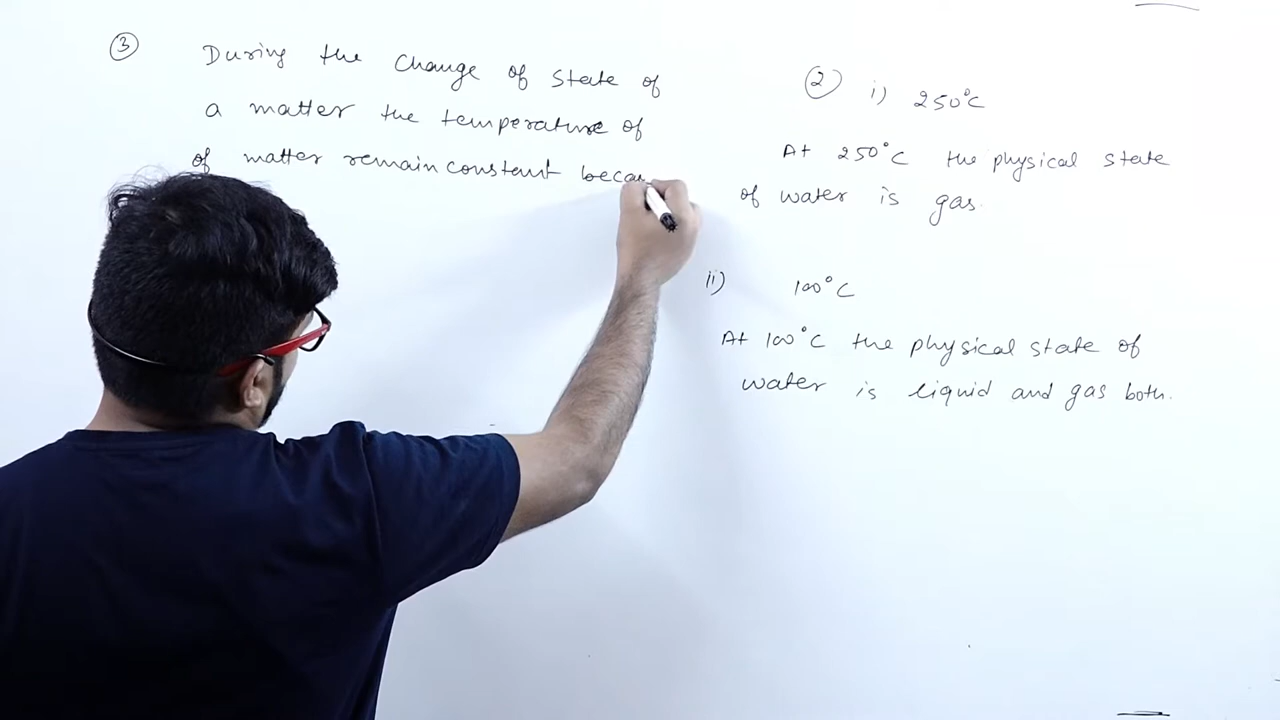 ③ During the change of state of
a matter the temperature of
of matter remain constant becau
② i) 250°C
At 250°C the physical state
of water is gas.
ii) 100°C
At 100°C the physical state of
water is liquid and gas both.